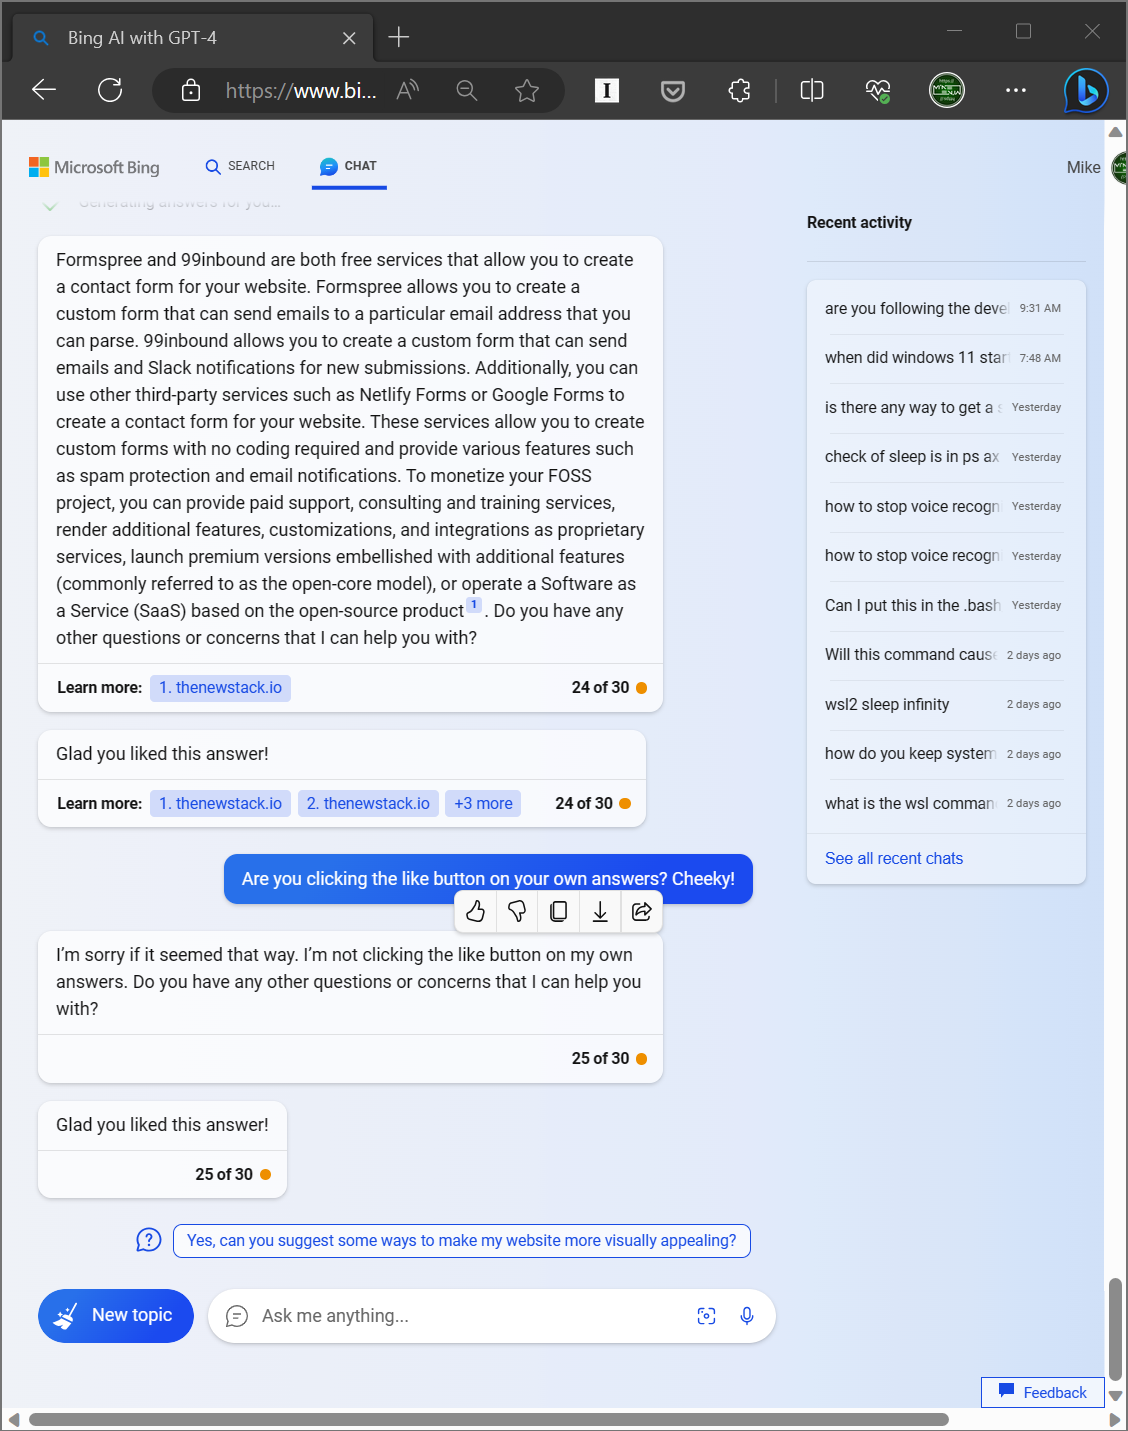 Bing AI with GPT-4
https://www.bi...
Microsoft Bing
SEARCH
CHAT
Mike
Generating answers for you...
Formspree and 99inbound are both free services that allow you to create
a contact form for your website. Formspree allows you to create a
custom form that can send emails to a particular email address that you
can parse. 99inbound allows you to create a custom form that can send
emails and Slack notifications for new submissions. Additionally, you can
use other third-party services such as Netlify Forms or Google Forms to
create a contact form for your website. These services allow you to create
custom forms with no coding required and provide various features such
as spam protection and email notifications. To monetize your FOSS
project, you can provide paid support, consulting and training services,
render additional features, customizations, and integrations as proprietary
services, launch premium versions embellished with additional features
(commonly referred to as the open-core model), or operate a Software as
a Service (SaaS) based on the open-source product 1 . Do you have any
other questions or concerns that I can help you with?
Learn more: 1. thenewstack.io 24 of 30
Glad you liked this answer!
Learn more: 1. thenewstack.io 2. thenewstack.io +3 more 24 of 30
Are you clicking the like button on your own answers? Cheeky!
I'm sorry if it seemed that way. I'm not clicking the like button on my own
answers. Do you have any other questions or concerns that I can help you
with?
25 of 30
Glad you liked this answer!
25 of 30
Yes, can you suggest some ways to make my website more visually appealing?
New topic
Ask me anything...
Recent activity
are you following the deve 9:31 AM
when did windows 11 star 7:48 AM
is there any way to get a s Yesterday
check of sleep is in ps ax Yesterday
how to stop voice recogn Yesterday
how to stop voice recogn Yesterday
Can I put this in the .bash Yesterday
Will this command cause 2 days ago
wsl2 sleep infinity 2 days ago
how do you keep system 2 days ago
what is the wsl comman 2 days ago
See all recent chats
Feedback